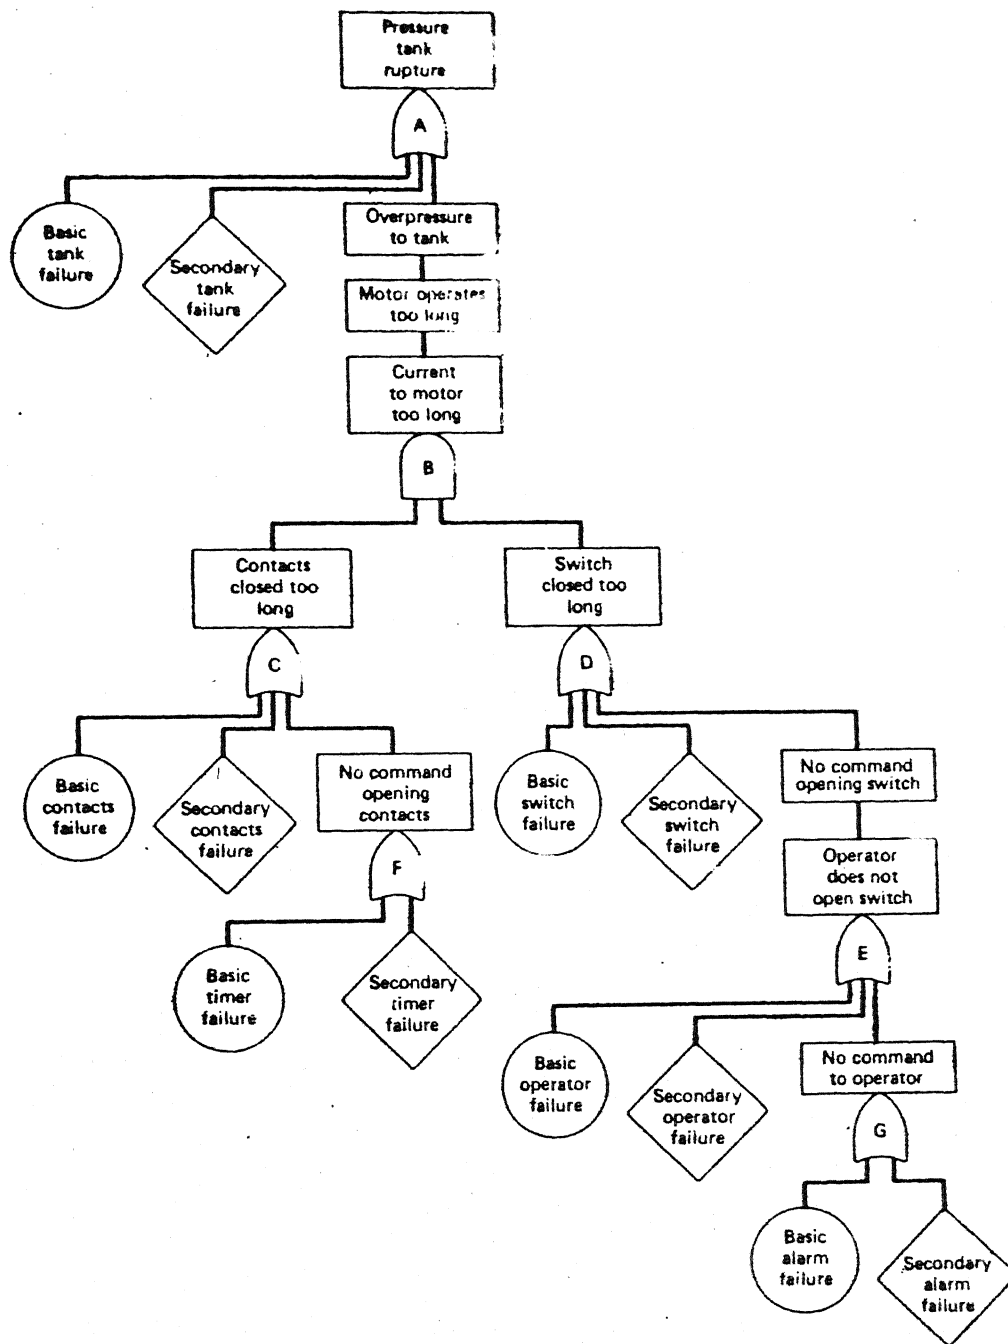 Pressure
tank
rupture
A
Basic
tank
failure
Secondary
tank
failure
Overpressure
to tank
Motor operates
too long
Current
to motor
too long
B
Contacts
closed too
long
Switch
closed too
long
C
D
Basic
contacts
failure
Secondary
contacts
failure
No command
opening
contacts
Basic
switch
failure
Secondary
switch
failure
No command
opening switch
Operator
does not
open switch
F
E
Basic
timer
failure
Secondary
timer
failure
Basic
operator
failure
Secondary
operator
failure
No command
to operator
G
Basic
alarm
failure
Secondary
alarm
failure